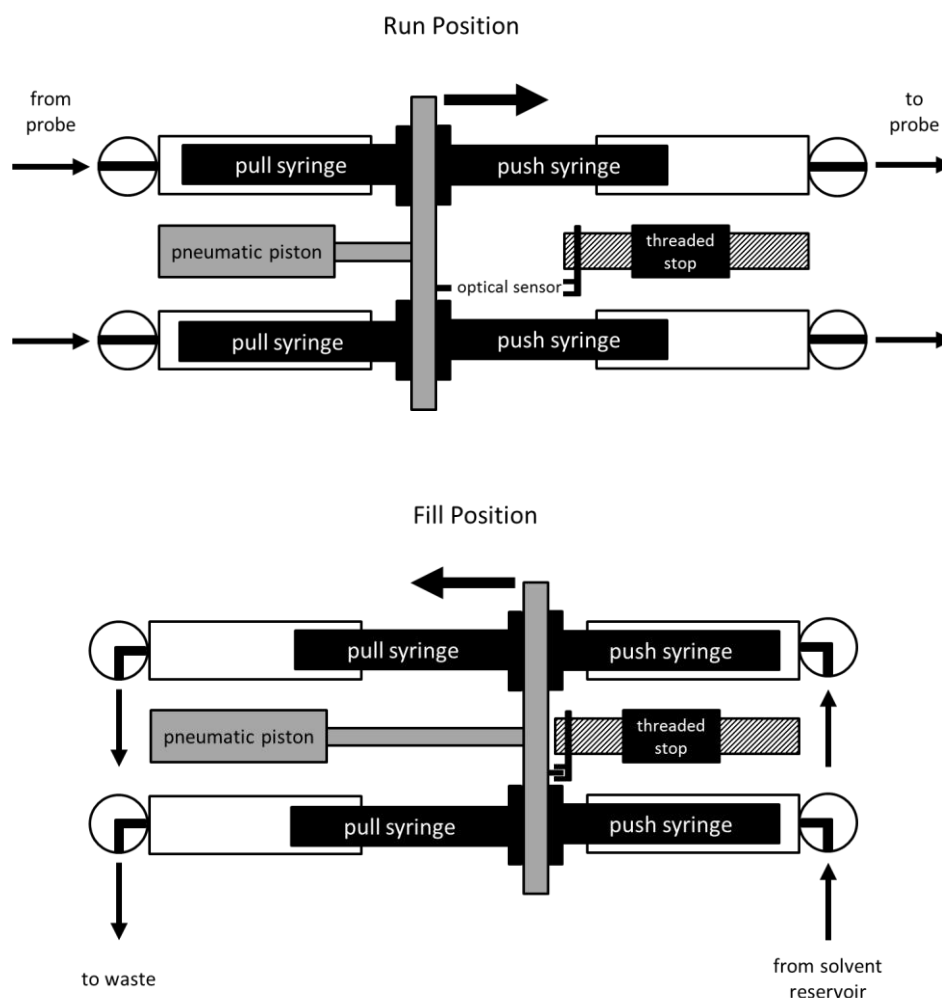 Run Position
from
probe
to
probe
pull syringe
push syringe
pneumatic piston
threaded
stop
optical sensor
pull syringe
push syringe
Fill Position
pull syringe
push syringe
pneumatic piston
threaded
stop
pull syringe
push syringe
to waste
from solvent
reservoir